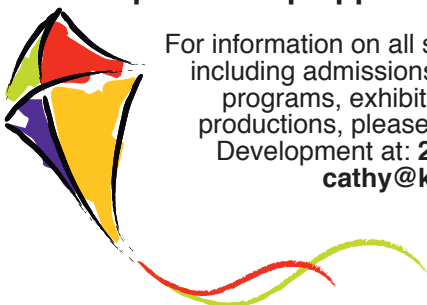 For information on all
including admissions
programs, exhibit
productions, please
Development at: 2
cathy@k